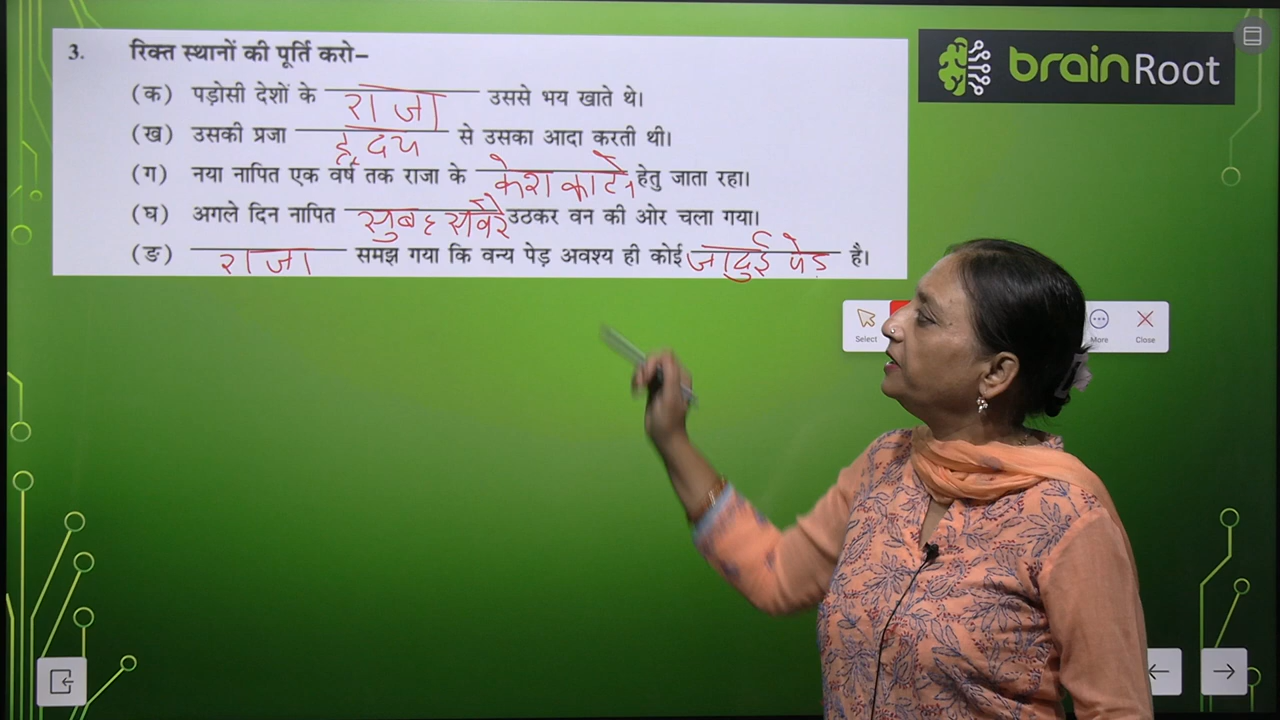 3. रिक्त स्थानों की पूर्ति करो–
(क) पड़ोसी देशों के राजा उससे भय खाते थे।
(ख) उसकी प्रजा हृदय से उसका आदा करती थी।
(ग) नया नापित एक वर्ष तक राजा के केश काटने हेतु जाता रहा।
(घ) अगले दिन नापित सुबह सवेरे उठकर वन की ओर चला गया।
(ङ) राजा समझ गया कि वन्य पेड़ अवश्य ही कोई जादुई पेड़ है।
brainRoot
Select More Close